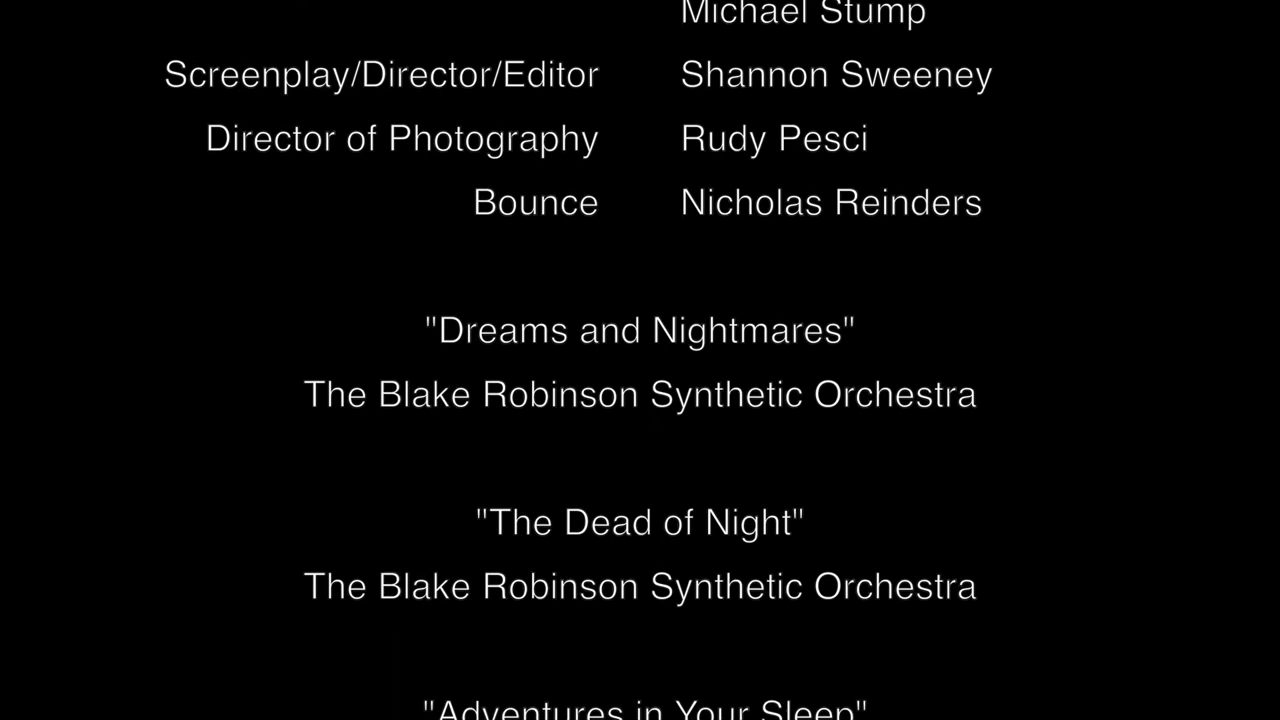 Michael Stump
Screenplay/Director/Editor Shannon Sweeney
Director of Photography Rudy Pesci
Bounce Nicholas Reinders
"Dreams and Nightmares"
The Blake Robinson Synthetic Orchestra
"The Dead of Night"
The Blake Robinson Synthetic Orchestra
"Adventures in Your Sleep"